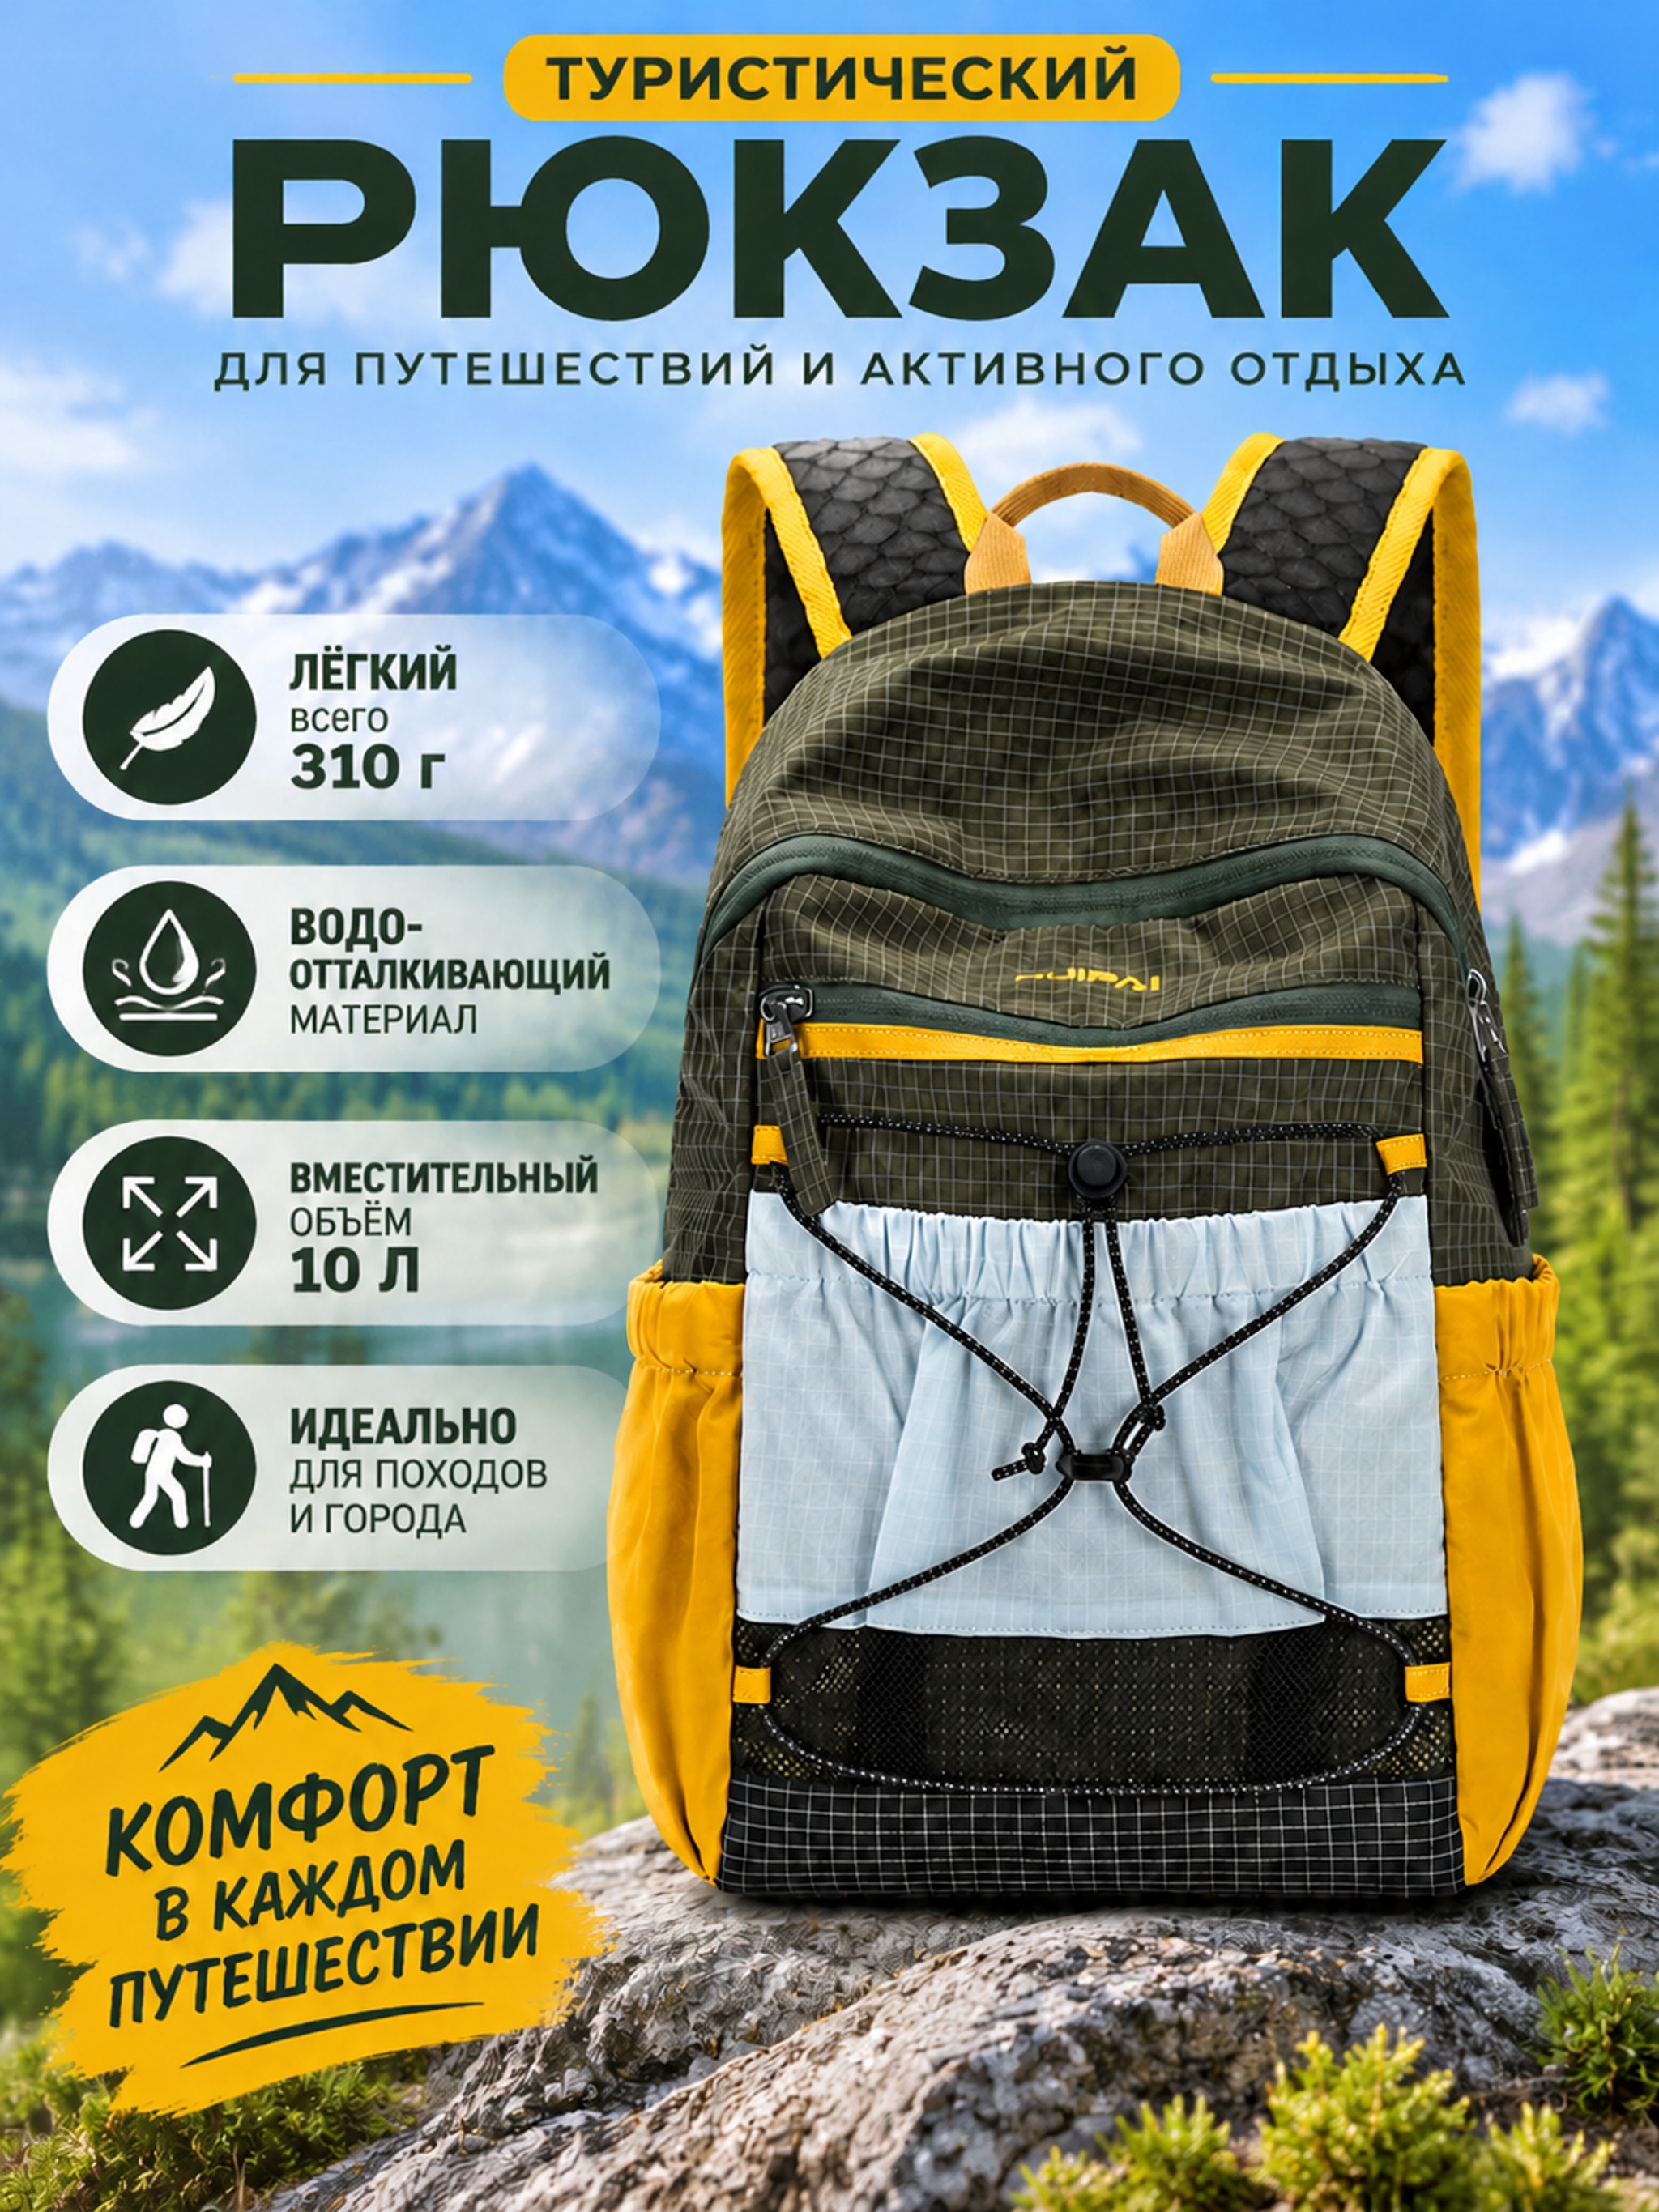 ТУРИСТИЧЕСКИЙ
РЮКЗАК
ДЛЯ ПУТЕШЕСТВИЙ И АКТИВНОГО ОТДЫХА
ЛЁГКИЙ
всего
310 г
ВОДО-
ОТТАЛКИВАЮЩИЙ
МАТЕРИАЛ
ВМЕСТИТЕЛЬНЫЙ
ОБЪЁМ
10 Л
ИДЕАЛЬНО
ДЛЯ ПОХОДОВ
И ГОРОДА
КОМФОРТ
В КАЖДОМ
ПУТЕШЕСТВИИ